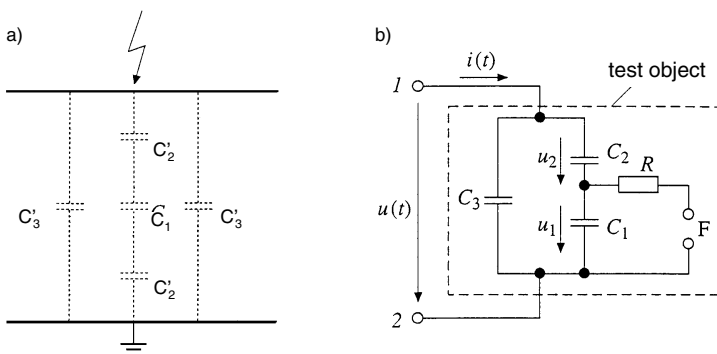 a)
C'₂
C'₃
C₁
C'₃
C'₂
b)
i(t)
test object
1
u₂
C₂
R
C₃
u(t)
u₁
C₁
F
2